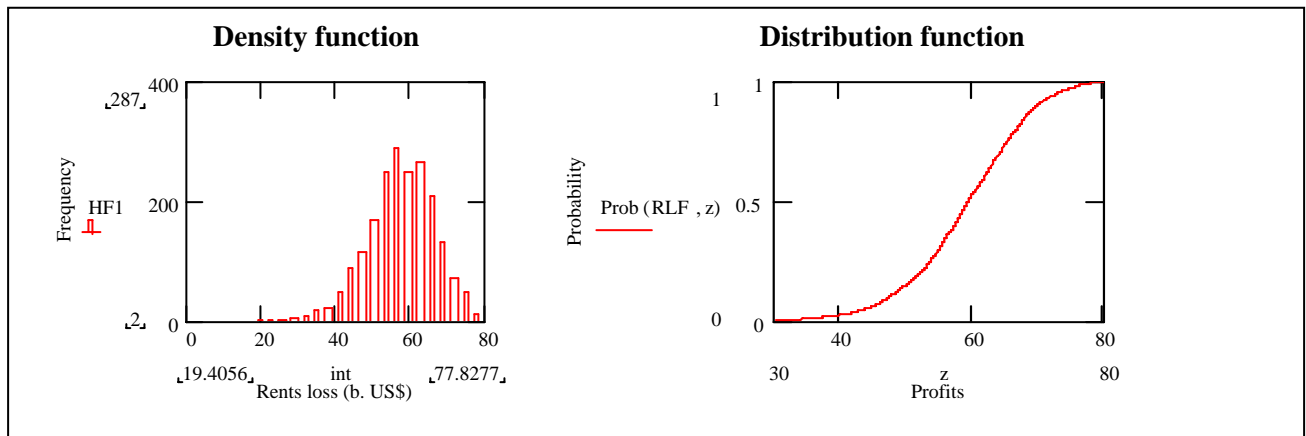 Density function
400
287
Frequency
HF1
200
2
0
0
20
40
60
80
19.4056
int
77.8277
Rents loss (b. US$)
Distribution function
1
1
Probability
Prob (RLF , z)
0.5
0
0
40
60
80
30
z
80
Profits